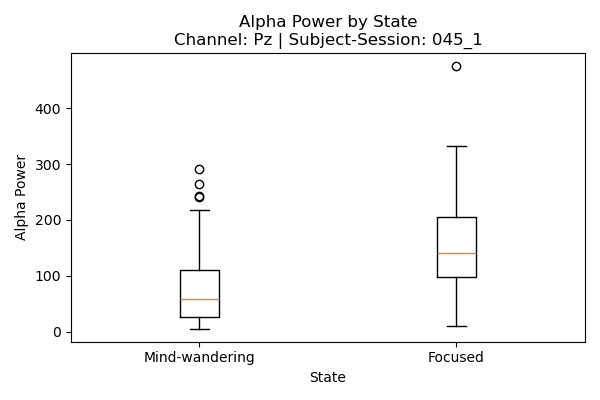 Alpha Power by State
Channel: Pz | Subject-Session: 045_1
Alpha Power
400
300
200
100
0
Mind-wandering
Focused
State